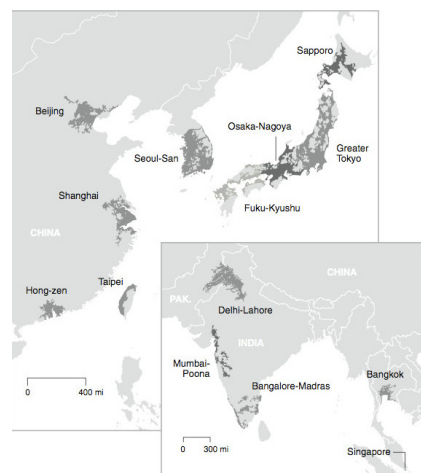 Sapporo
Beijing
Osaka-Nagoya
Seoul-San
Greater
Tokyo
Shanghai
Fuku-Kyushu
CHINA
Taipei
Hong-zen
0
400 mi
CHINA
PAK.
Delhi-Lahore
INDIA
Mumbai-
Poona
Bangkok
Bangalore-Madras
0
300 mi
Singapore